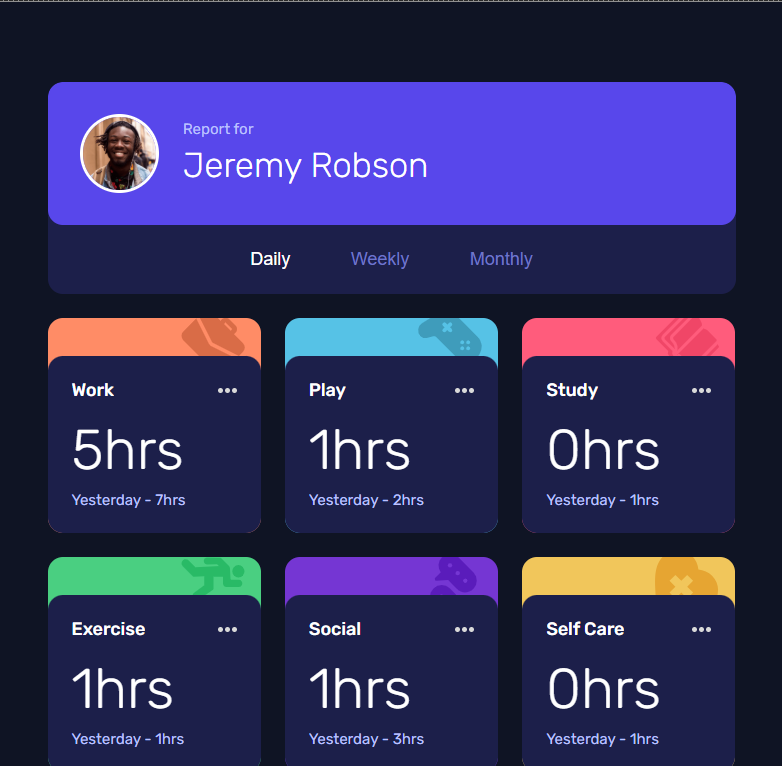 Report for
Jeremy Robson
Daily Weekly Monthly
Work
5hrs
Yesterday - 7hrs
Play
1hrs
Yesterday - 2hrs
Study
0hrs
Yesterday - 1hrs
Exercise
1hrs
Yesterday - 1hrs
Social
1hrs
Yesterday - 3hrs
Self Care
0hrs
Yesterday - 1hrs